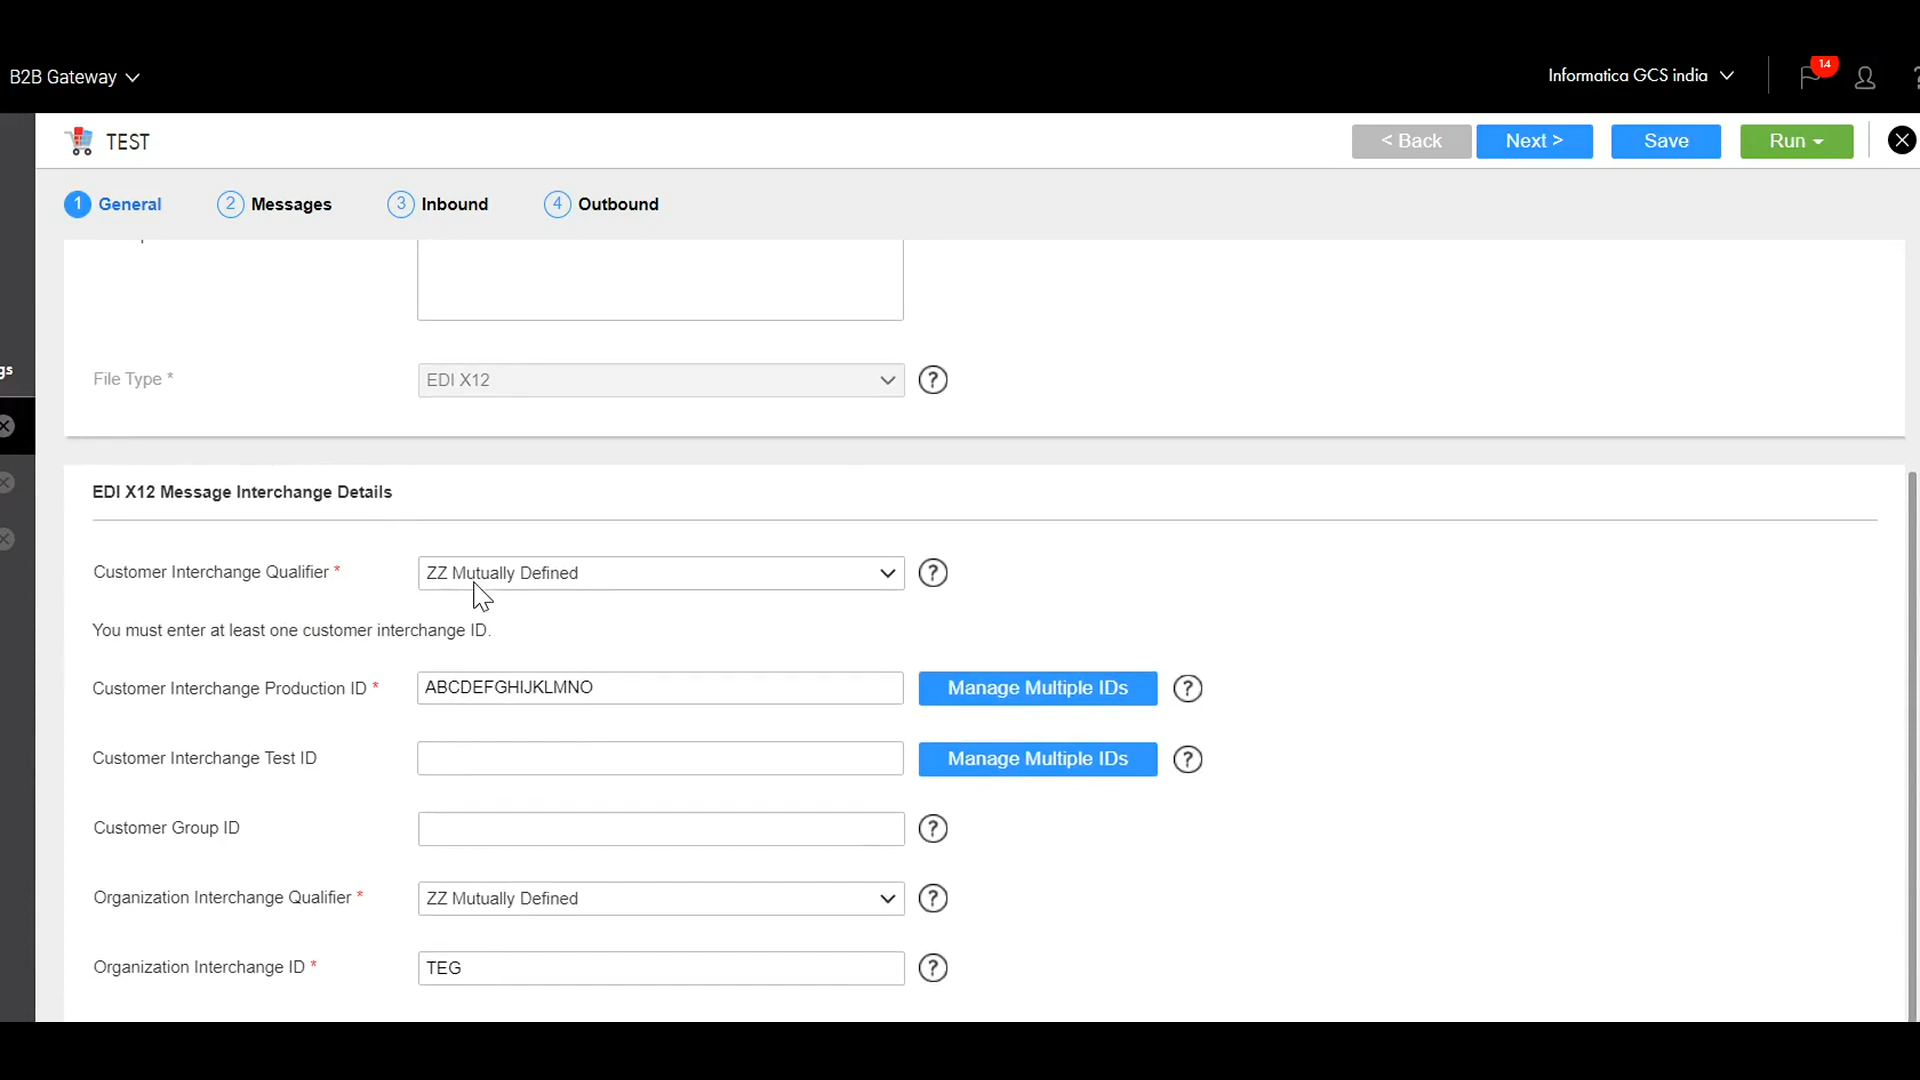 B2B Gateway
Informatica GCS india
14
TEST
< Back
Next >
Save
Run
1 General
2 Messages
3 Inbound
4 Outbound
gs
File Type *
EDI X12
?
EDI X12 Message Interchange Details
Customer Interchange Qualifier *
ZZ Mutually Defined
?
You must enter at least one customer interchange ID.
Customer Interchange Production ID *
ABCDEFGHIJKLMNO
Manage Multiple IDs
?
Customer Interchange Test ID
Manage Multiple IDs
?
Customer Group ID
?
Organization Interchange Qualifier *
ZZ Mutually Defined
?
Organization Interchange ID *
TEG
?